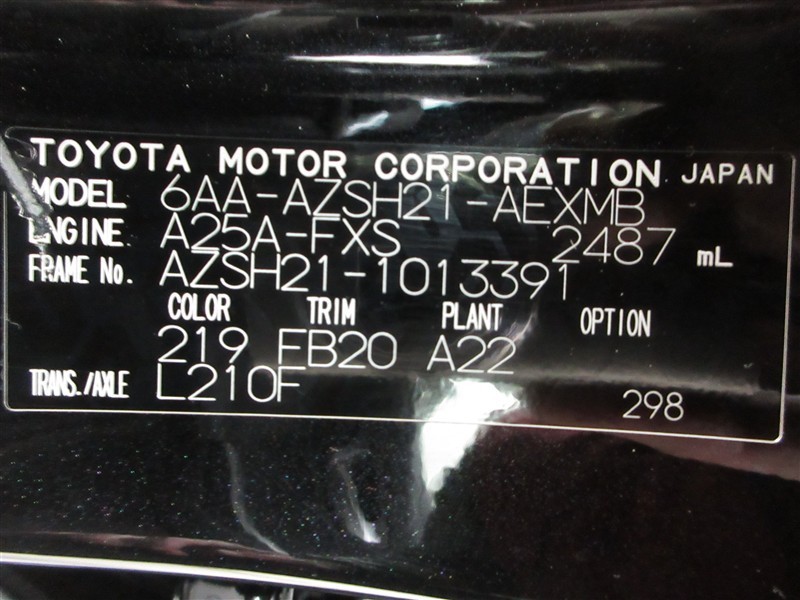 TOYOTA MOTOR CORPORATION JAPAN
MODEL 6AA-AZSH21-AEXMB
ENGINE. A25A-FXS 2487 mL
FRAME No. AZSH21-1013391
COLOR TRIM PLANT OPTION
219 FB20 A22
TRANS./AXLE L210F 298